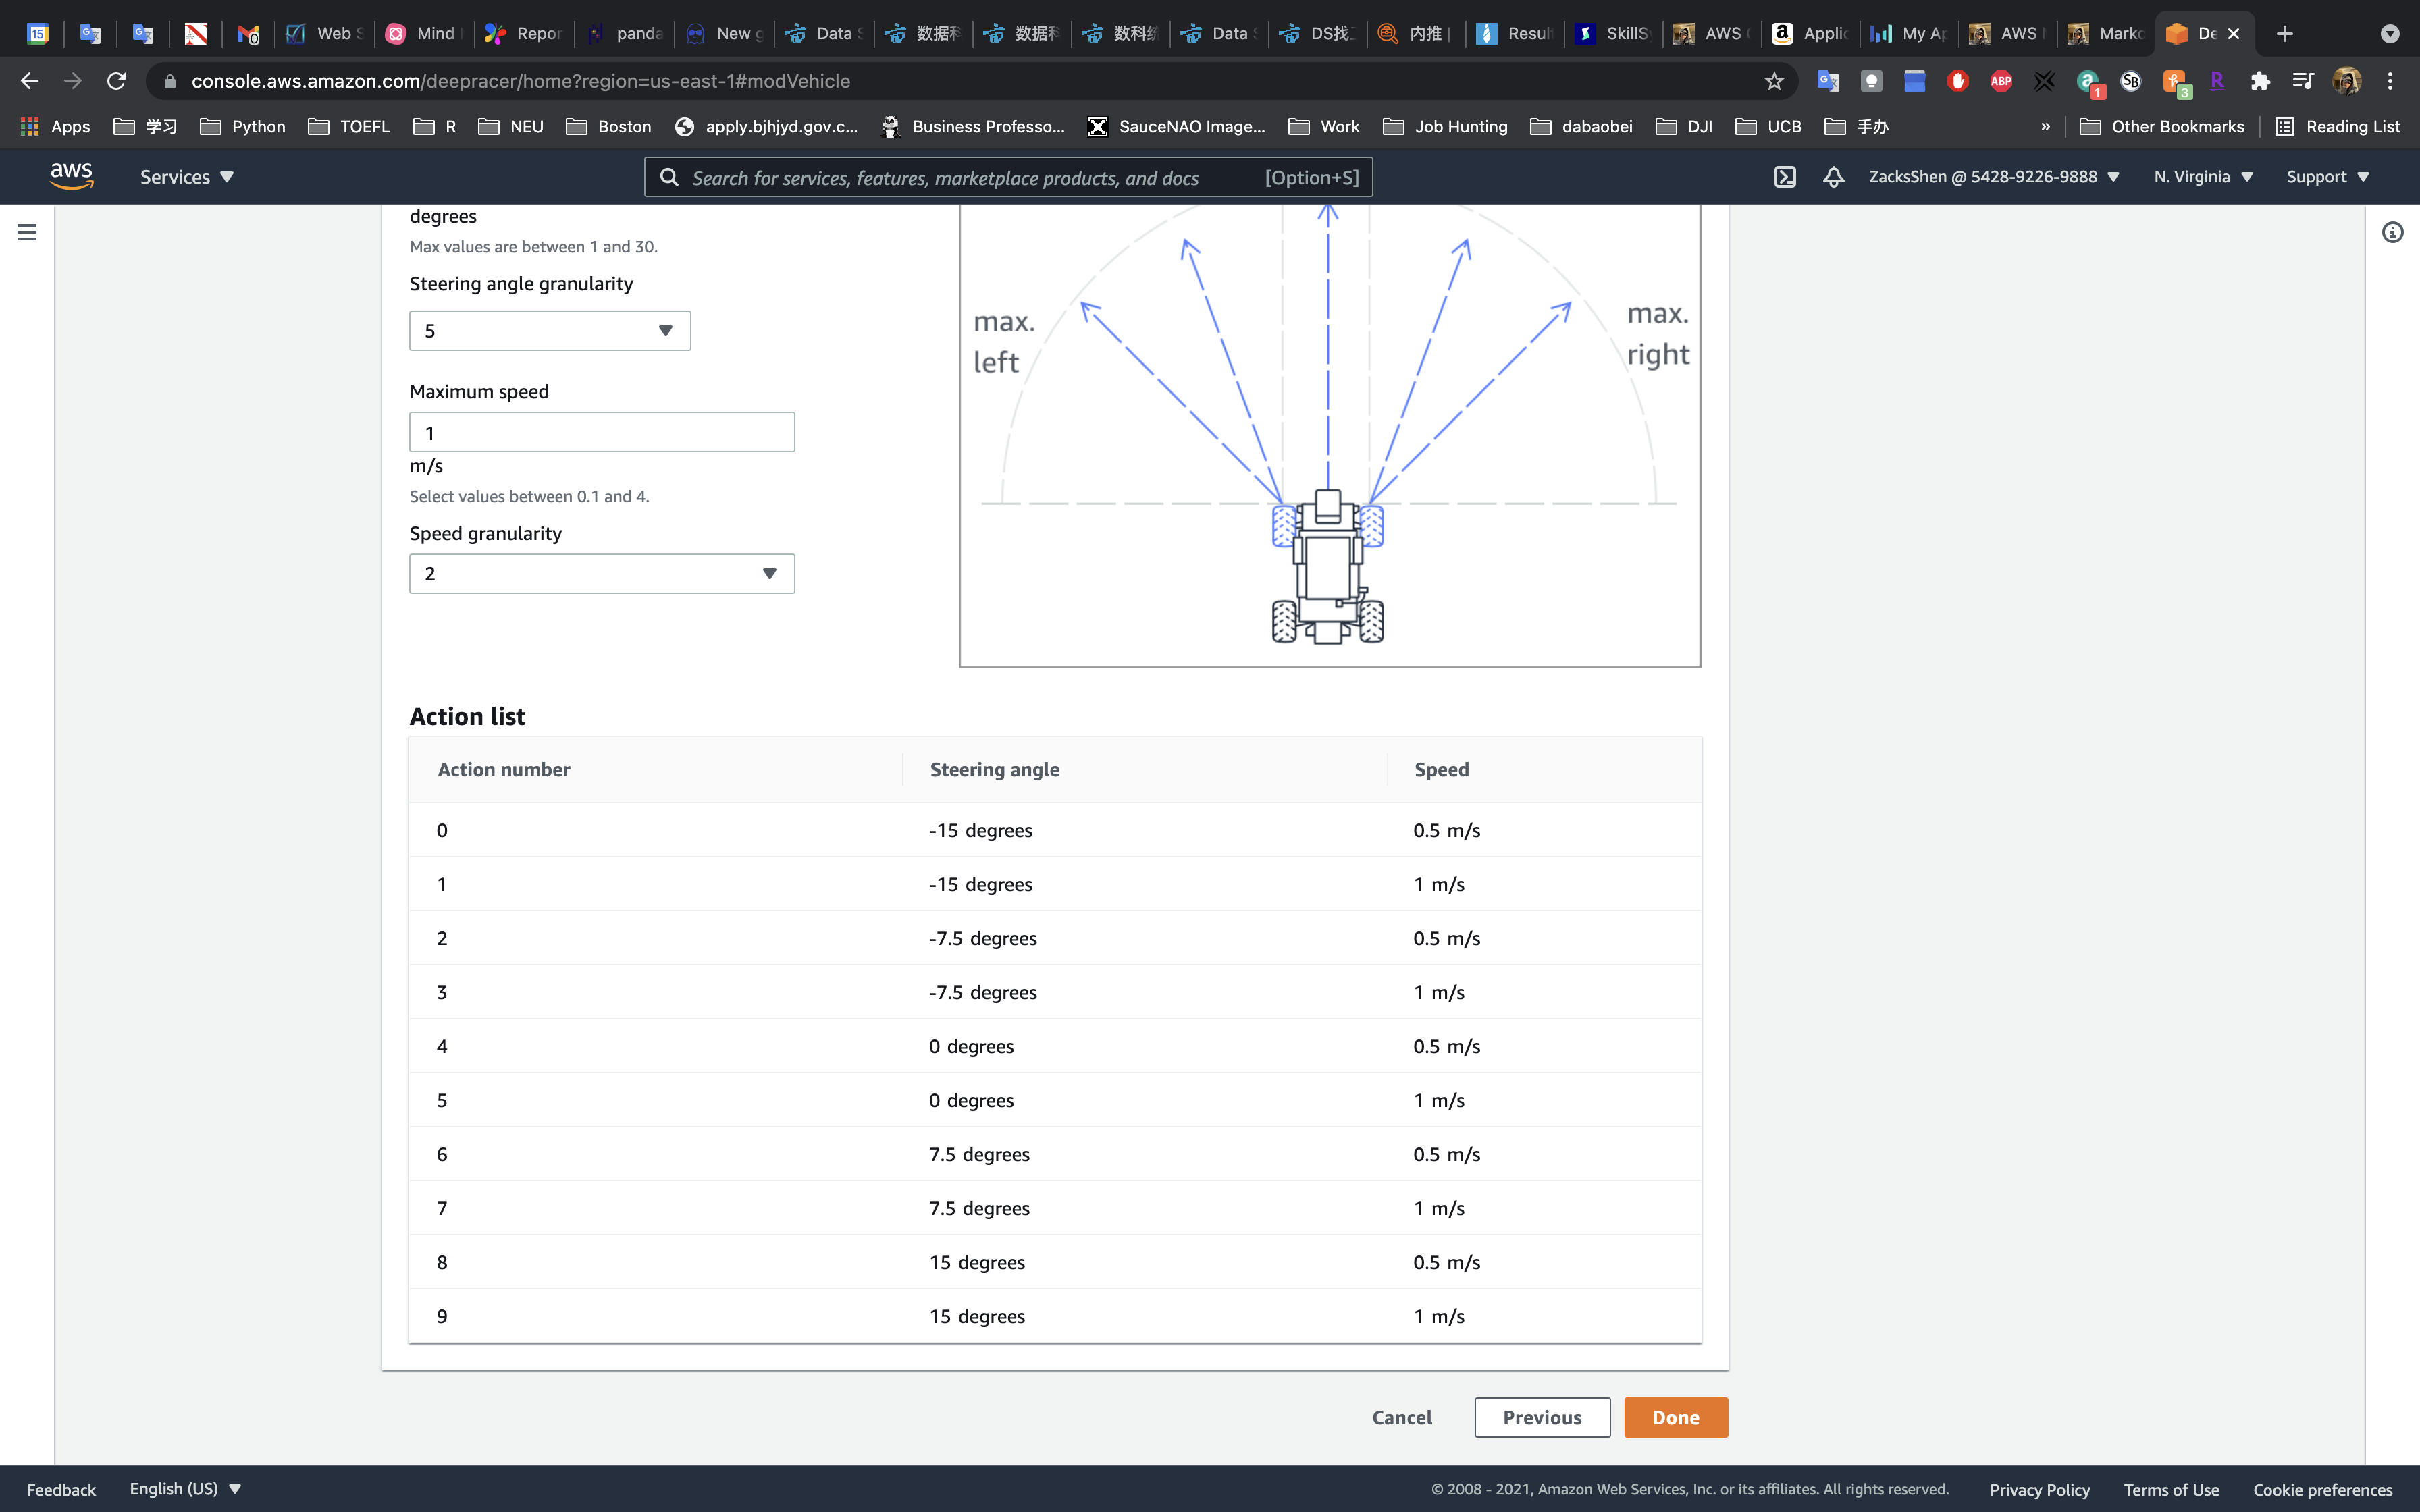 15 Web S Mind Repor panda New g Data S 数据科 数据科 数科纺 Data S DS找 内推 | Resul SkillS AWS Applic My Ap AWS Marko De
console.aws.amazon.com/deepracer/home?region=us-east-1#modVehicle ABP 1 SB 3 R
Apps 学习 Python TOEFL R NEU Boston apply.bjhjyd.gov.c... Business Professo... SauceNAO Image... Work Job Hunting dabaobei DJI UCB 手办 » Other Bookmarks Reading List
aws Services Search for services, features, marketplace products, and docs [Option+S] ZacksShen @ 5428-9226-9888 N. Virginia Support
degrees
Max values are between 1 and 30.
Steering angle granularity
5
Maximum speed
1
m/s
Select values between 0.1 and 4.
Speed granularity
2
max.
left
max.
right
Action list
Action number Steering angle Speed
0 -15 degrees 0.5 m/s
1 -15 degrees 1 m/s
2 -7.5 degrees 0.5 m/s
3 -7.5 degrees 1 m/s
4 0 degrees 0.5 m/s
5 0 degrees 1 m/s
6 7.5 degrees 0.5 m/s
7 7.5 degrees 1 m/s
8 15 degrees 0.5 m/s
9 15 degrees 1 m/s
Cancel Previous Done
Feedback English (US) © 2008 - 2021, Amazon Web Services, Inc. or its affiliates. All rights reserved. Privacy Policy Terms of Use Cookie preferences